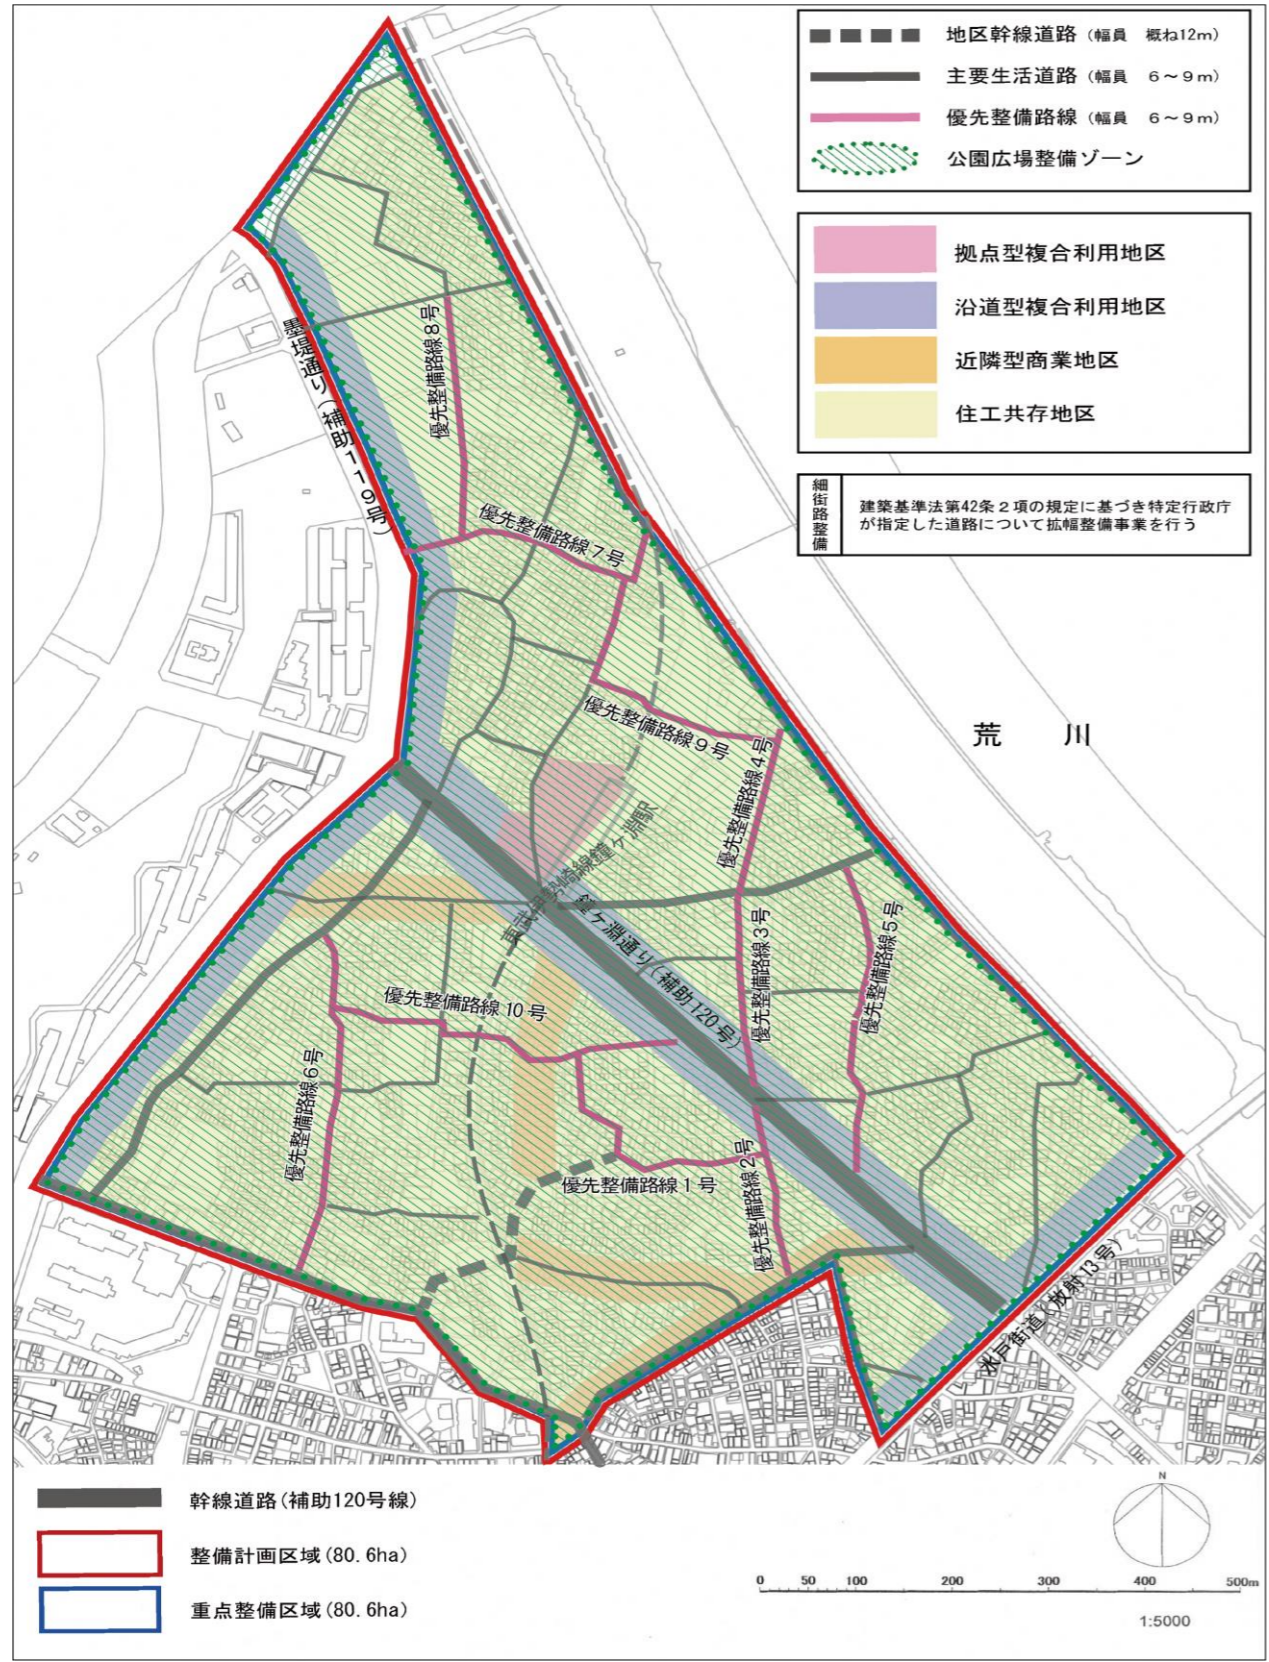 地区幹線道路（幅員 概ね12m）
主要生活道路（幅員 6～9m）
優先整備路線（幅員 6～9m）
公園広場整備ゾーン
拠点型複合利用地区
沿道型複合利用地区
近隣型商業地区
住工共存地区
細街路整備
建築基準法第42条２項の規定に基づき特定行政庁
が指定した道路について拡幅整備事業を行う
墨堤通り（補助119号）
優先整備路線8号
優先整備路線７号
優先整備路線９号
優先整備路線４号
荒川
東武伊勢崎線鐘ヶ淵駅
鐘ヶ淵通り（補助120号）
優先整備路線３号
優先整備路線５号
優先整備路線10号
優先整備路線６号
優先整備路線１号
優先整備路線２号
水戸街道（放射13号）
幹線道路(補助120号線)
整備計画区域(80.6ha)
重点整備区域(80.6ha)
N
0 50 100 200 300 400 500m
1:5000